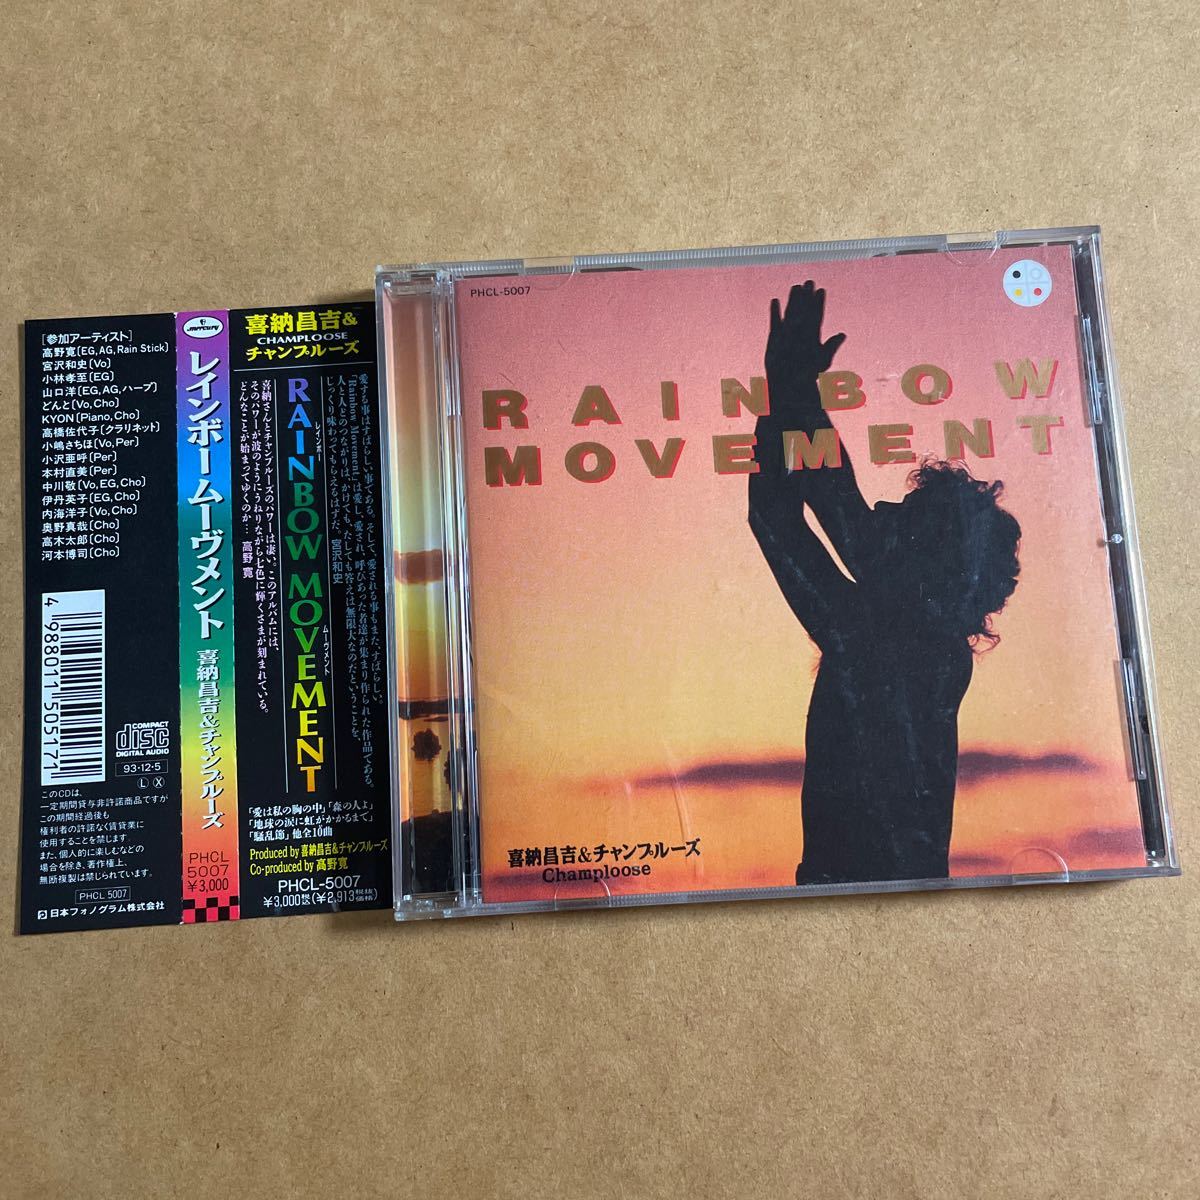 [参加アーティスト]
高野寛(EG, AG, Rain Stick)
宮沢和史(Vo)
小林孝至(EG)
山口洋(EG, AG, ハープ)
どんと(Vo, Cho)
KYON(Piano, Cho)
高橋佐代子(クラリネット)
小嶋さちほ(Vo, Per)
小沢亜呼(Per)
本村直美(Per)
中川敬(Vo, EG, Cho)
伊丹英子(EG, Cho)
内海洋子(Vo, Cho)
奥野真哉(Cho)
高木太郎(Cho)
河本博司(Cho)
4 988011 505171
COMPACT
disc
DIGITAL AUDIO
93・12・5
L X
このCDは、
一定期間貸与非許諾商品ですが
この期間経過後も
権利者の許諾なく賃貸業に
使用することを禁じます。
また、個人的に楽しむなどの
場合を除き、著作権上、
無断複製は禁じられています。
PHCL 5007
日本フォノグラム株式会社
mercury
レインボー・ムーヴメント
喜納昌吉&チャンプルーズ
PHCL
5007
¥3,000
喜納昌吉&
CHAMPLOOSE
チャンプルーズ
愛する事はすばらしい事である。そして、愛される事もまた、すばらしい。
「Rainbow Movement」は愛し、愛され、呼びあった者達が集まり作られた作品である。
人と人とのつながりは、かけても、たしても答えは無限大なのだということを、
じっくり味わってもらえるはずだ。宮沢和史
レインボー
ムーヴメント
RAINBOW MOVEMENT
喜納さんとチャンプルーズのパワーは凄い。このアルバムには、
そのパワーが波のようにうねりながら七色に輝くさまが刻まれている。
どんなことが始まってゆくのか… 高野 寛
「愛は私の胸の中」「森の人よ」
「地球の涙に虹がかかるまで」
「騒乱節」他全10曲
Produced by 喜納昌吉&チャンプルーズ
Co-produced by 高野寛
PHCL-5007
¥3,000税込(¥2,913税抜価格)
PHCL-5007
RAINBOW
MOVEMENT
喜納昌吉&チャンプルーズ
Champloose